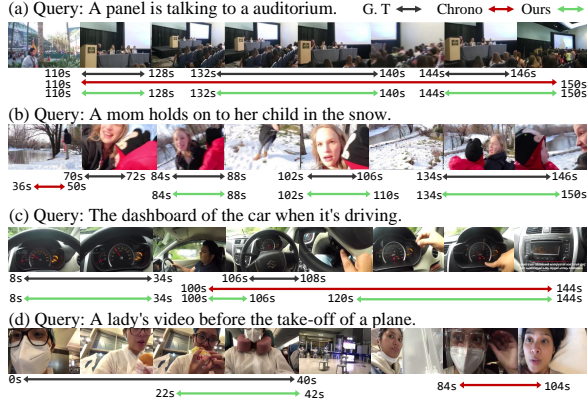 (a) Query: A panel is talking to a auditorium. G. T Chrono Ours
110s 128s 132s 140s 144s 146s
110s 150s
110s 128s 132s 140s 144s 150s
(b) Query: A mom holds on to her child in the snow.
70s 72s 84s 88s 102s 106s 134s 146s
36s 50s
84s 88s 102s 110s 134s 150s
(c) Query: The dashboard of the car when it's driving.
8s 34s 106s 108s
100s 144s
8s 34s 100s 106s 120s 144s
(d) Query: A lady's video before the take-off of a plane.
0s 40s
84s 104s
22s 42s